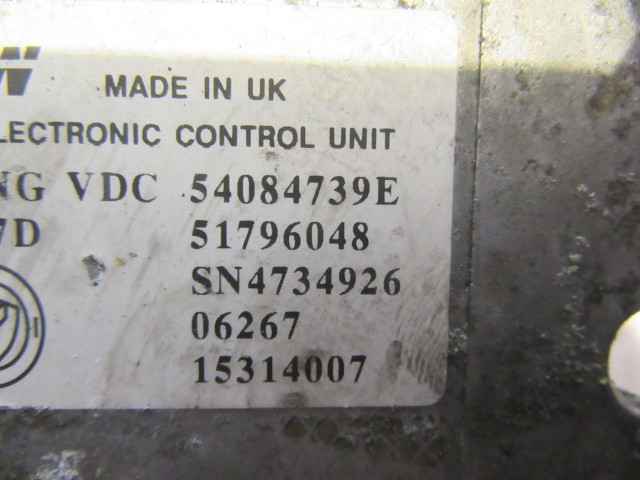 W
MADE IN UK
LECTRONIC CONTROL UNIT
NG VDC 54084739E
7D 51796048
SN4734926
06267
15314007